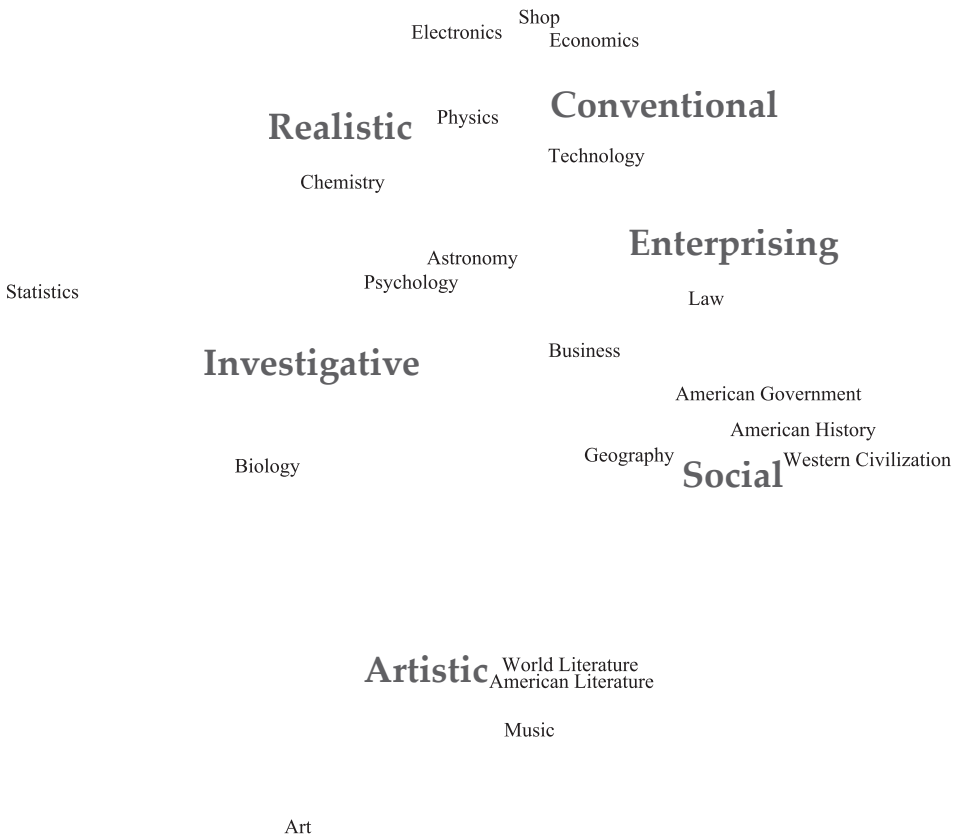 Shop
Electronics
Economics
Conventional
Realistic
Physics
Technology
Chemistry
Enterprising
Astronomy
Psychology
Statistics
Law
Business
Investigative
American Government
American History
Geography
Western Civilization
Biology
Social
World Literature
Artistic
American Literature
Music
Art